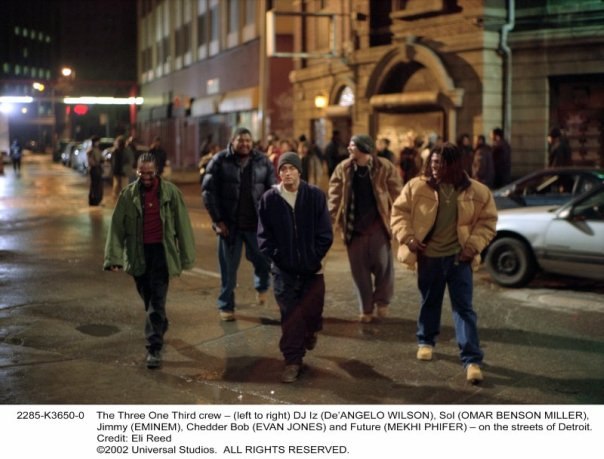 2285-K3650-0 The Three One Third crew – (left to right) DJ Iz (De'ANGELO WILSON), Sol (OMAR BENSON MILLER),
Jimmy (EMINEM), Chedder Bob (EVAN JONES) and Future (MEKHI PHIFER) – on the streets of Detroit.
Credit: Eli Reed
©2002 Universal Studios. ALL RIGHTS RESERVED.